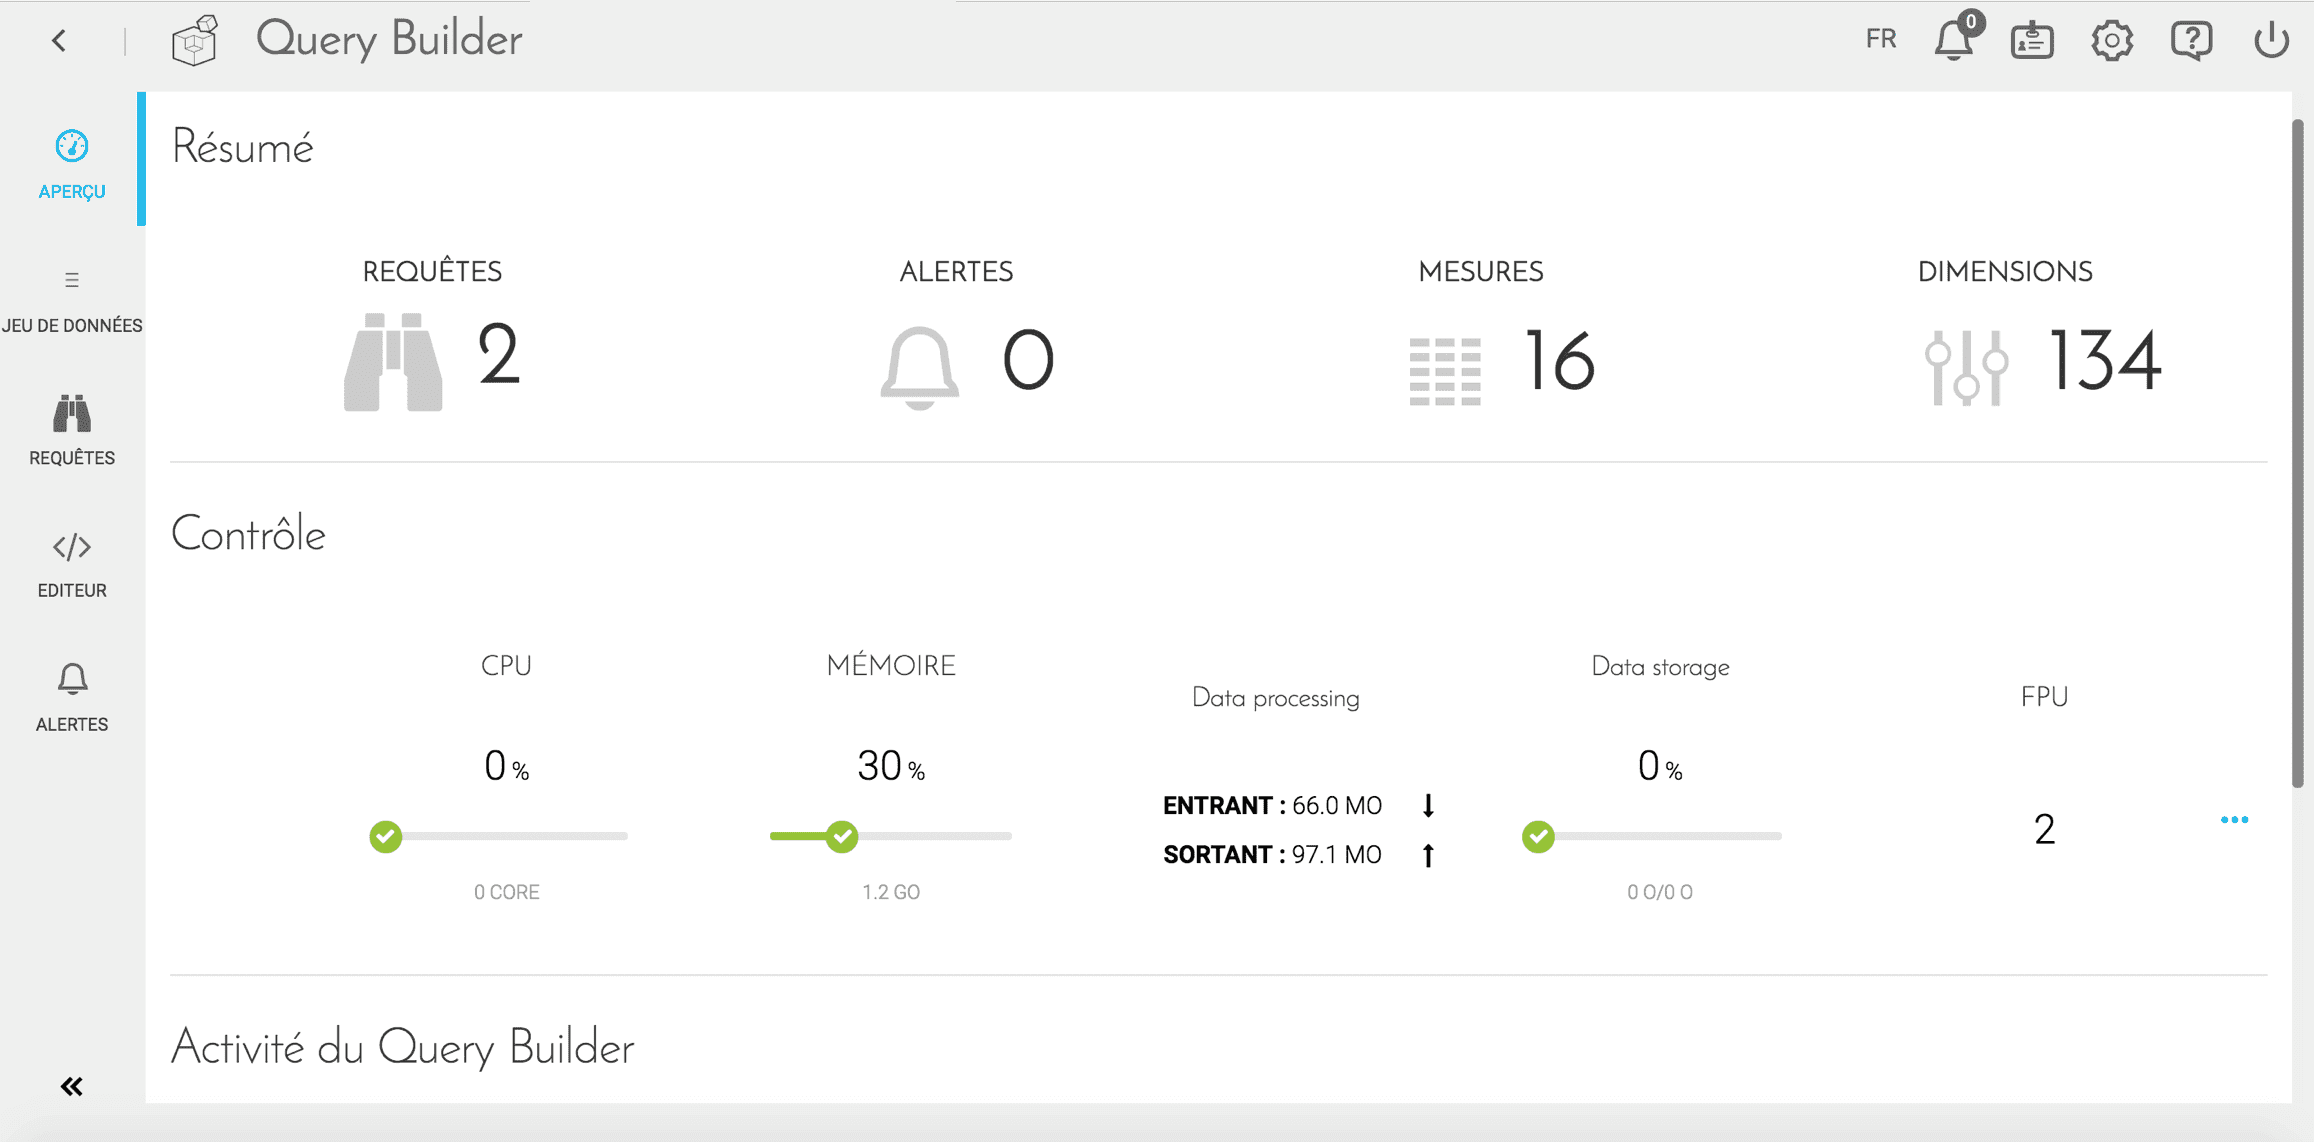 Query Builder
FR
0
APERÇU
JEU DE DONNÉES
REQUÊTES
EDITEUR
ALERTES
Résumé
REQUÊTES
2
ALERTES
0
MESURES
16
DIMENSIONS
134
Contrôle
CPU
0 %
0 CORE
MÉMOIRE
30 %
1.2 GO
Data processing
ENTRANT : 66.0 MO
SORTANT : 97.1 MO
Data storage
0 %
0 O/0 O
FPU
2
Activité du Query Builder